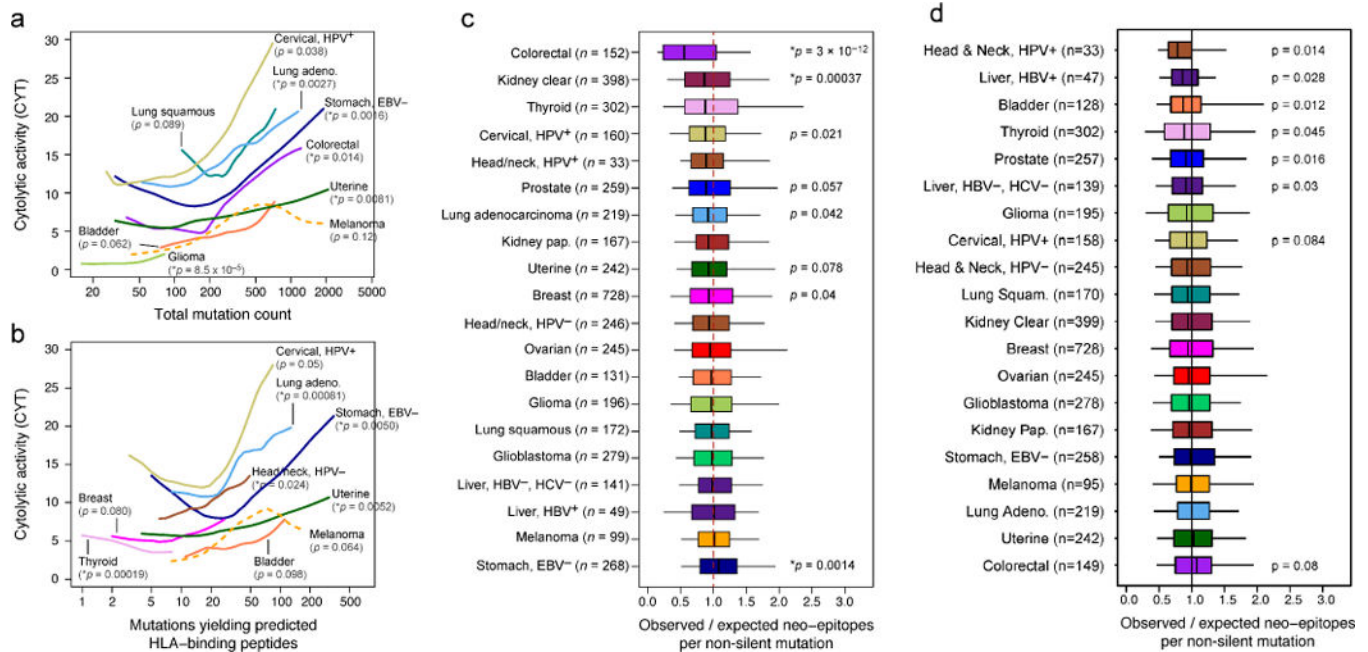 a
Cytolytic activity (CYT)
30
25
20
15
10
5
0
Cervical, HPV+
(p = 0.038)
Lung adeno.
(*p = 0.0027)
Stomach, EBV–
(*p = 0.0016)
Lung squamous
(p = 0.089)
Colorectal
(*p = 0.014)
Uterine
(*p = 0.0081)
Bladder
(p = 0.062)
Melanoma
(p = 0.12)
Glioma
(*p = 8.5 x 10⁻⁵)
20 50 100 200 500 1000 2000 5000
Total mutation count
b
Cytolytic activity (CYT)
30
25
20
15
10
5
0
Cervical, HPV+
(p = 0.05)
Lung adeno.
(*p = 0.00081)
Stomach, EBV–
(*p = 0.0050)
Head/neck, HPV–
(*p = 0.024)
Breast
(p = 0.080)
Uterine
(*p = 0.0052)
Melanoma
(p = 0.064)
Thyroid
(*p = 0.00019)
Bladder
(p = 0.098)
1 2 5 10 20 50 100 200 500
Mutations yielding predicted
HLA–binding peptides
c
Colorectal (n = 152) *p = 3 × 10⁻¹²
Kidney clear (n = 398) *p = 0.00037
Thyroid (n = 302)
Cervical, HPV⁺ (n = 160) p = 0.021
Head/neck, HPV⁺ (n = 33)
Prostate (n = 259) p = 0.057
Lung adenocarcinoma (n = 219) p = 0.042
Kidney pap. (n = 167)
Uterine (n = 242) p = 0.078
Breast (n = 728) p = 0.04
Head/neck, HPV⁻ (n = 246)
Ovarian (n = 245)
Bladder (n = 131)
Glioma (n = 196)
Lung squamous (n = 172)
Glioblastoma (n = 279)
Liver, HBV⁻, HCV⁻ (n = 141)
Liver, HBV⁺ (n = 49)
Melanoma (n = 99)
Stomach, EBV⁻ (n = 268) *p = 0.0014
0.0 0.5 1.0 1.5 2.0 2.5 3.0
Observed / expected neo–epitopes
per non-silent mutation
d
Head & Neck, HPV+ (n=33) p = 0.014
Liver, HBV+ (n=47) p = 0.028
Bladder (n=128) p = 0.012
Thyroid (n=302) p = 0.045
Prostate (n=257) p = 0.016
Liver, HBV−, HCV− (n=139) p = 0.03
Glioma (n=195)
Cervical, HPV+ (n=158) p = 0.084
Head & Neck, HPV− (n=245)
Lung Squam. (n=170)
Kidney Clear (n=399)
Breast (n=728)
Ovarian (n=245)
Glioblastoma (n=278)
Kidney Pap. (n=167)
Stomach, EBV− (n=258)
Melanoma (n=95)
Lung Adeno. (n=219)
Uterine (n=242)
Colorectal (n=149) p = 0.08
0.0 0.5 1.0 1.5 2.0 2.5 3.0
Observed / expected neo–epitopes
per non-silent mutation